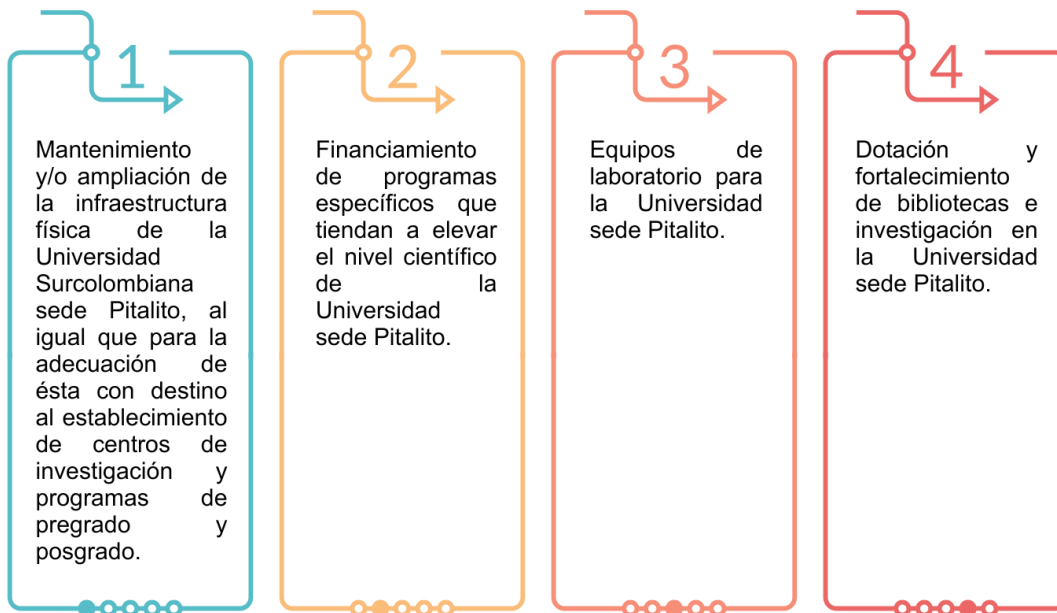 1
Mantenimiento
y/o ampliación de
la infraestructura
física de la
Universidad
Surcolombiana
sede Pitalito, al
igual que para la
adecuación de
ésta con destino
al establecimiento
de centros de
investigación y
programas de
pregrado y
posgrado.
2
Financiamiento
de programas
específicos que
tiendan a elevar
el nivel científico
de la
Universidad
sede Pitalito.
3
Equipos de
laboratorio para
la Universidad
sede Pitalito.
4
Dotación y
fortalecimiento
de bibliotecas e
investigación en
la Universidad
sede Pitalito.